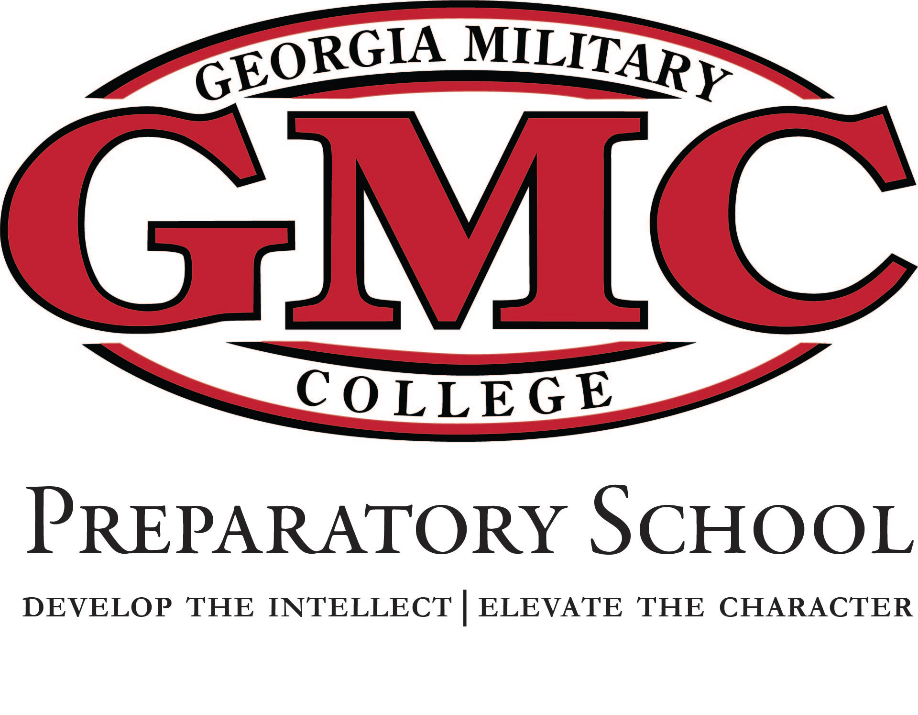 GEORGIA MILITARY
GMC
COLLEGE
PREPARATORY SCHOOL
DEVELOP THE INTELLECT | ELEVATE THE CHARACTER